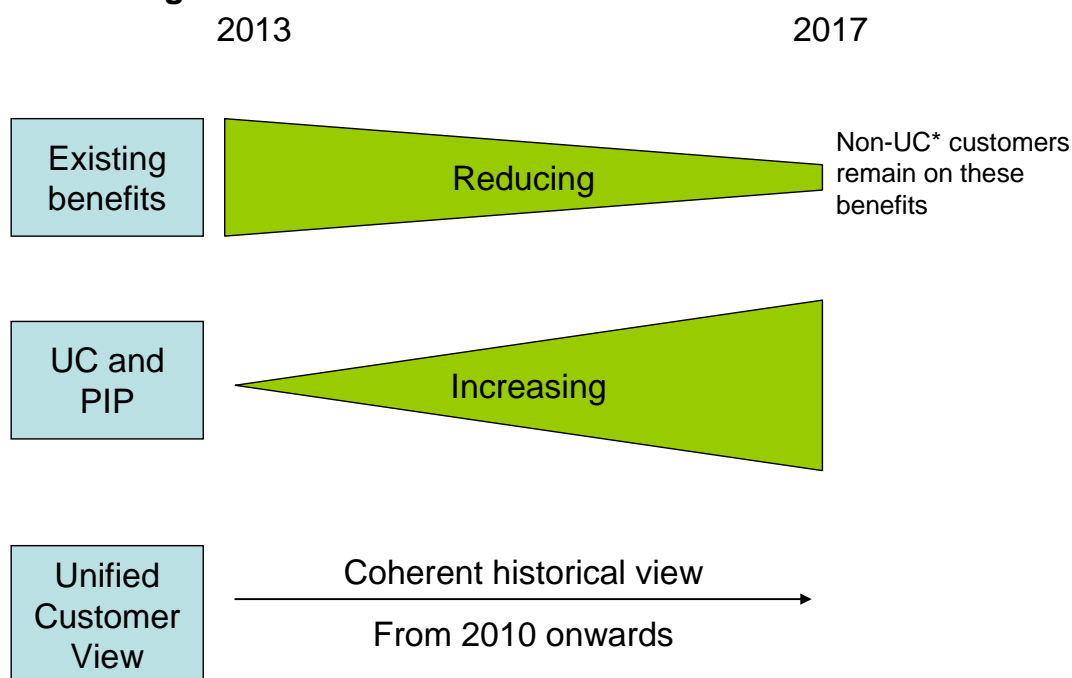 2013 2017
Existing
benefits
Reducing
Non-UC* customers
remain on these
benefits
UC and
PIP
Increasing
Unified
Customer
View
Coherent historical view
From 2010 onwards